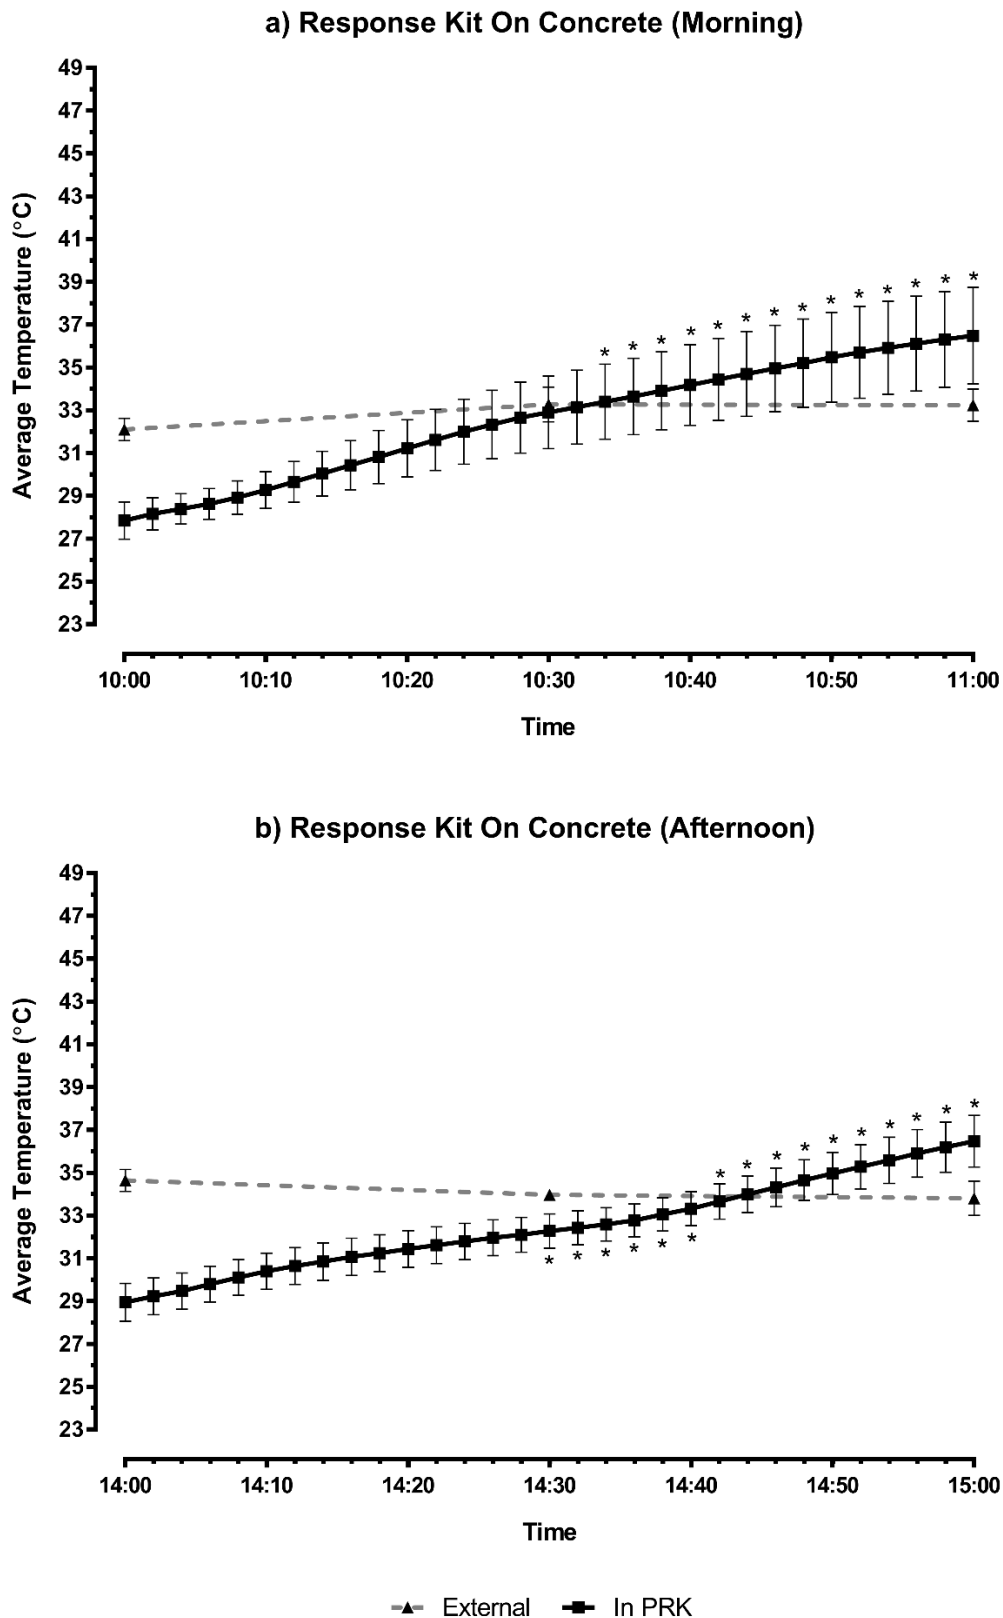 a) Response Kit On Concrete (Morning)
49
47
45
43
41
39
37
35
33
31
29
27
25
23
Average Temperature (°C)
* * * * * * * * * * * * * *
10:00 10:10 10:20 10:30 10:40 10:50 11:00
Time
b) Response Kit On Concrete (Afternoon)
49
47
45
43
41
39
37
35
33
31
29
27
25
23
Average Temperature (°C)
* * * * * * * * * *
* * * * * *
14:00 14:10 14:20 14:30 14:40 14:50 15:00
Time
External In PRK